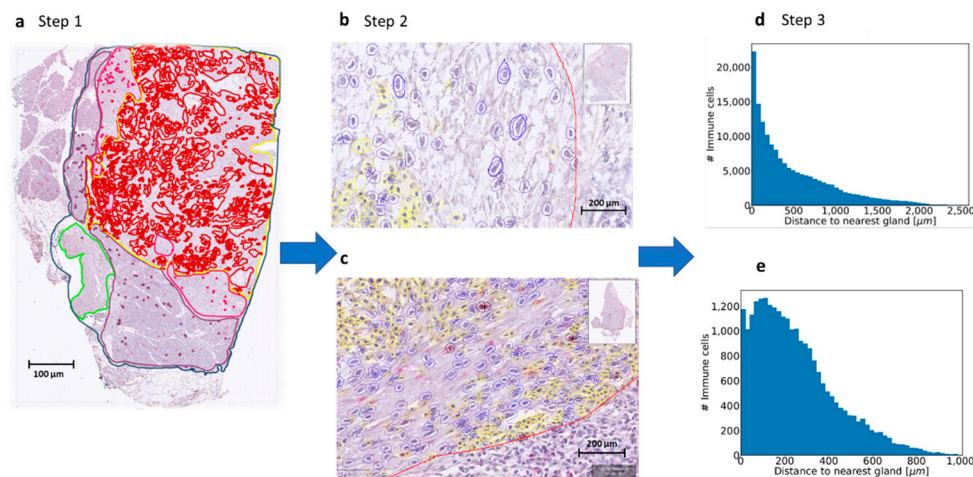 a Step 1
b Step 2
d Step 3
100 µm
200 µm
c
200 µm
# Immune cells
20,000
15,000
10,000
5,000
0
0 500 1,000 1,500 2,000 2,500
Distance to nearest gland [µm]
e
# Immune cells
1,200
1,000
800
600
400
200
0
0 200 400 600 800 1,000
Distance to nearest gland [µm]